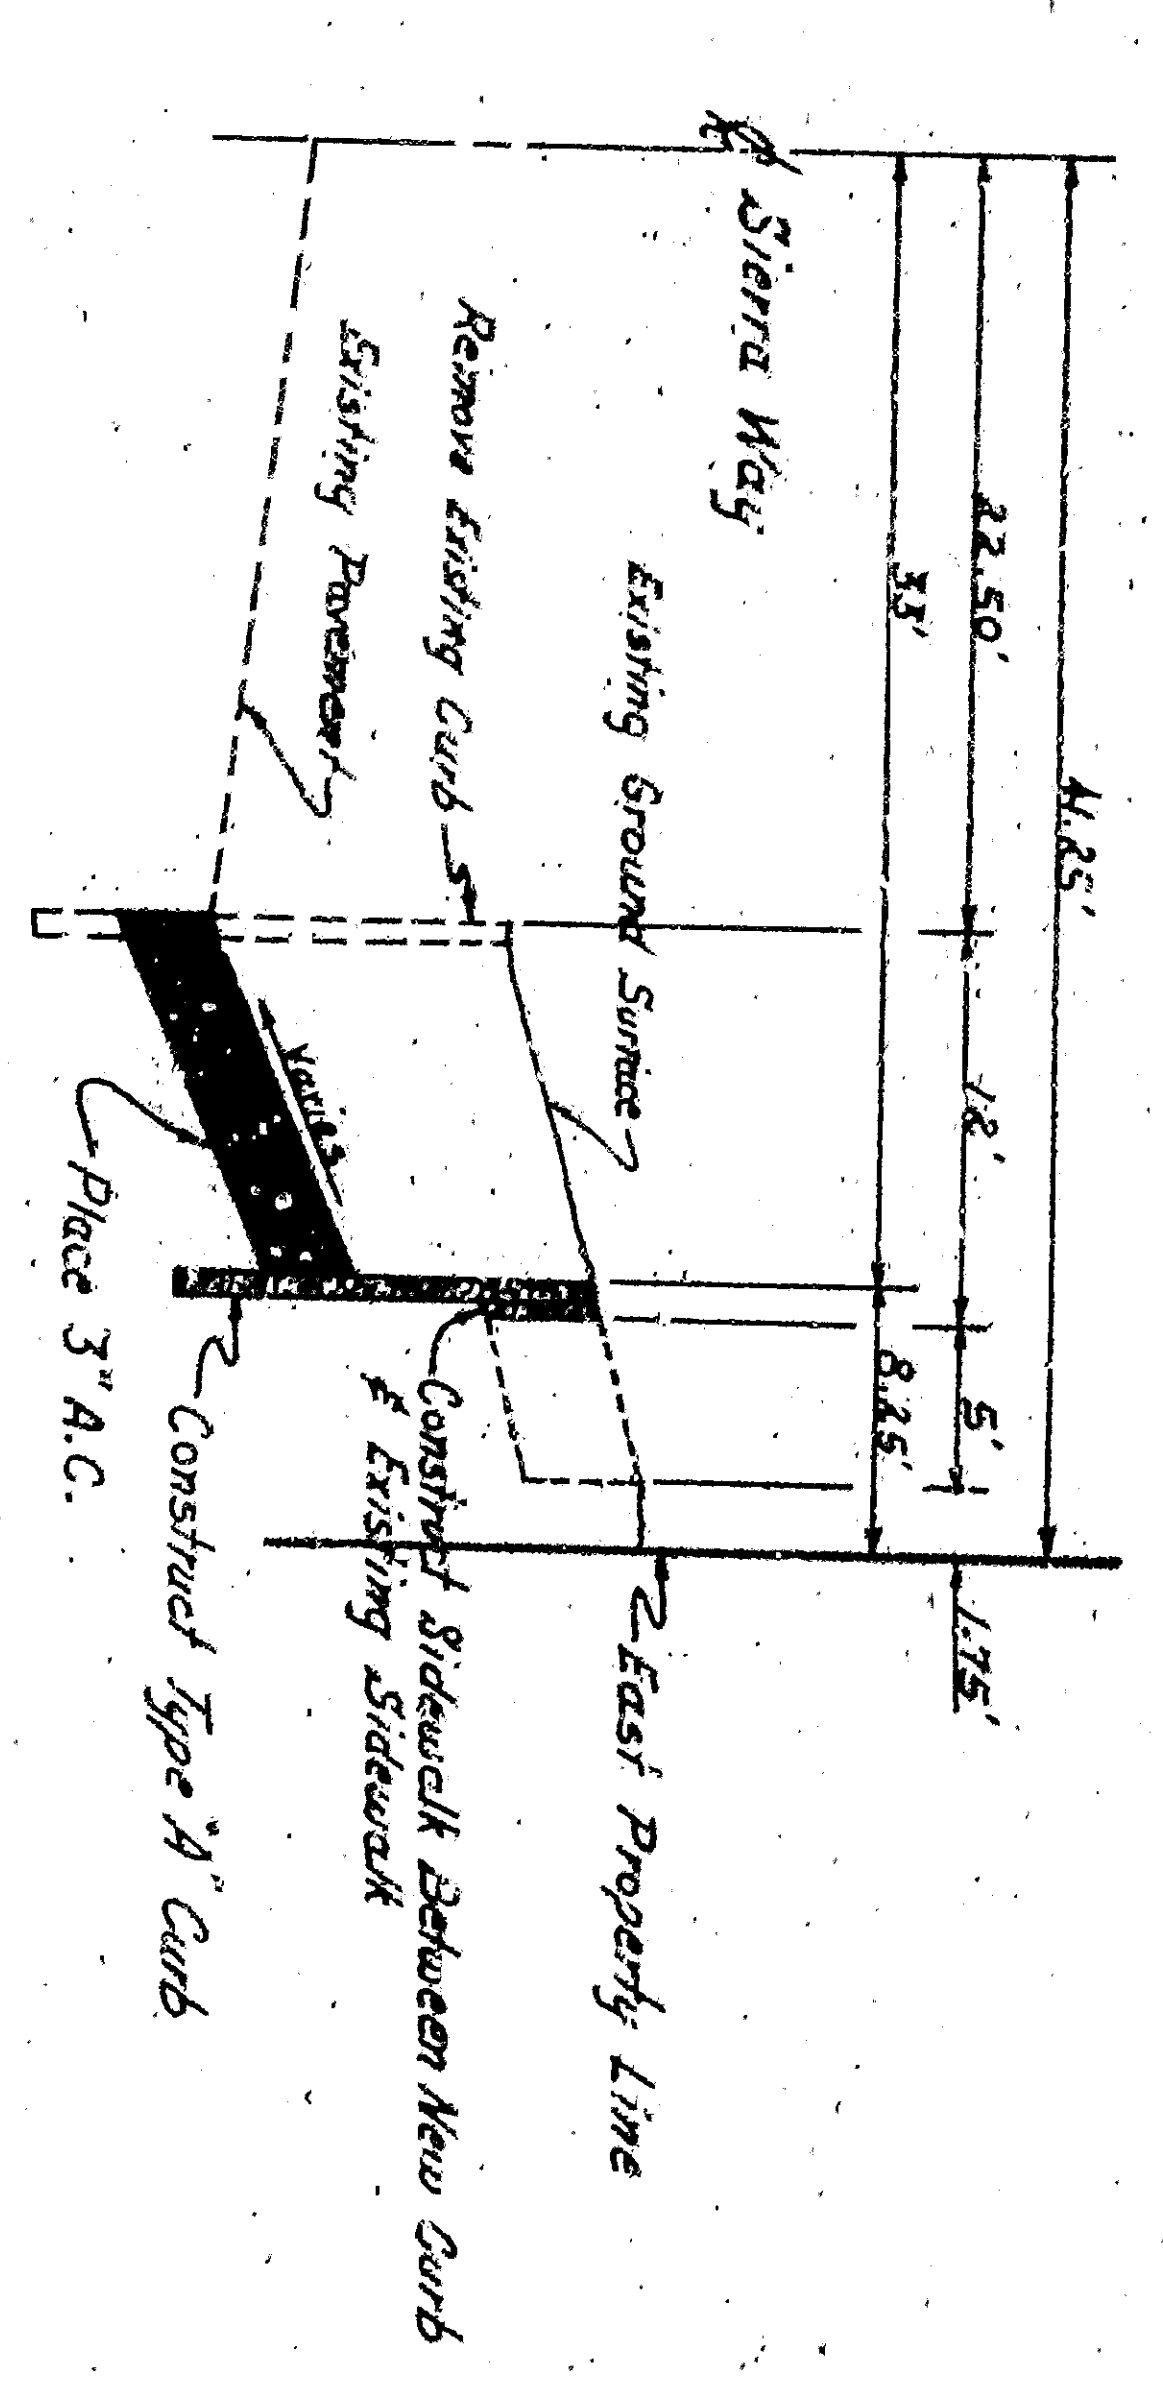 41.25'
22.50'
12'
5'
1.75'
33'
8.25'
℄ Sierra Way
Existing Ground Surface
East Property Line
Remove Existing Curb
Construct Sidewalk Between New Curb
& Existing Sidewalk
Existing Pavement
Varies
Construct Type "A" Curb
Place 3" A.C.